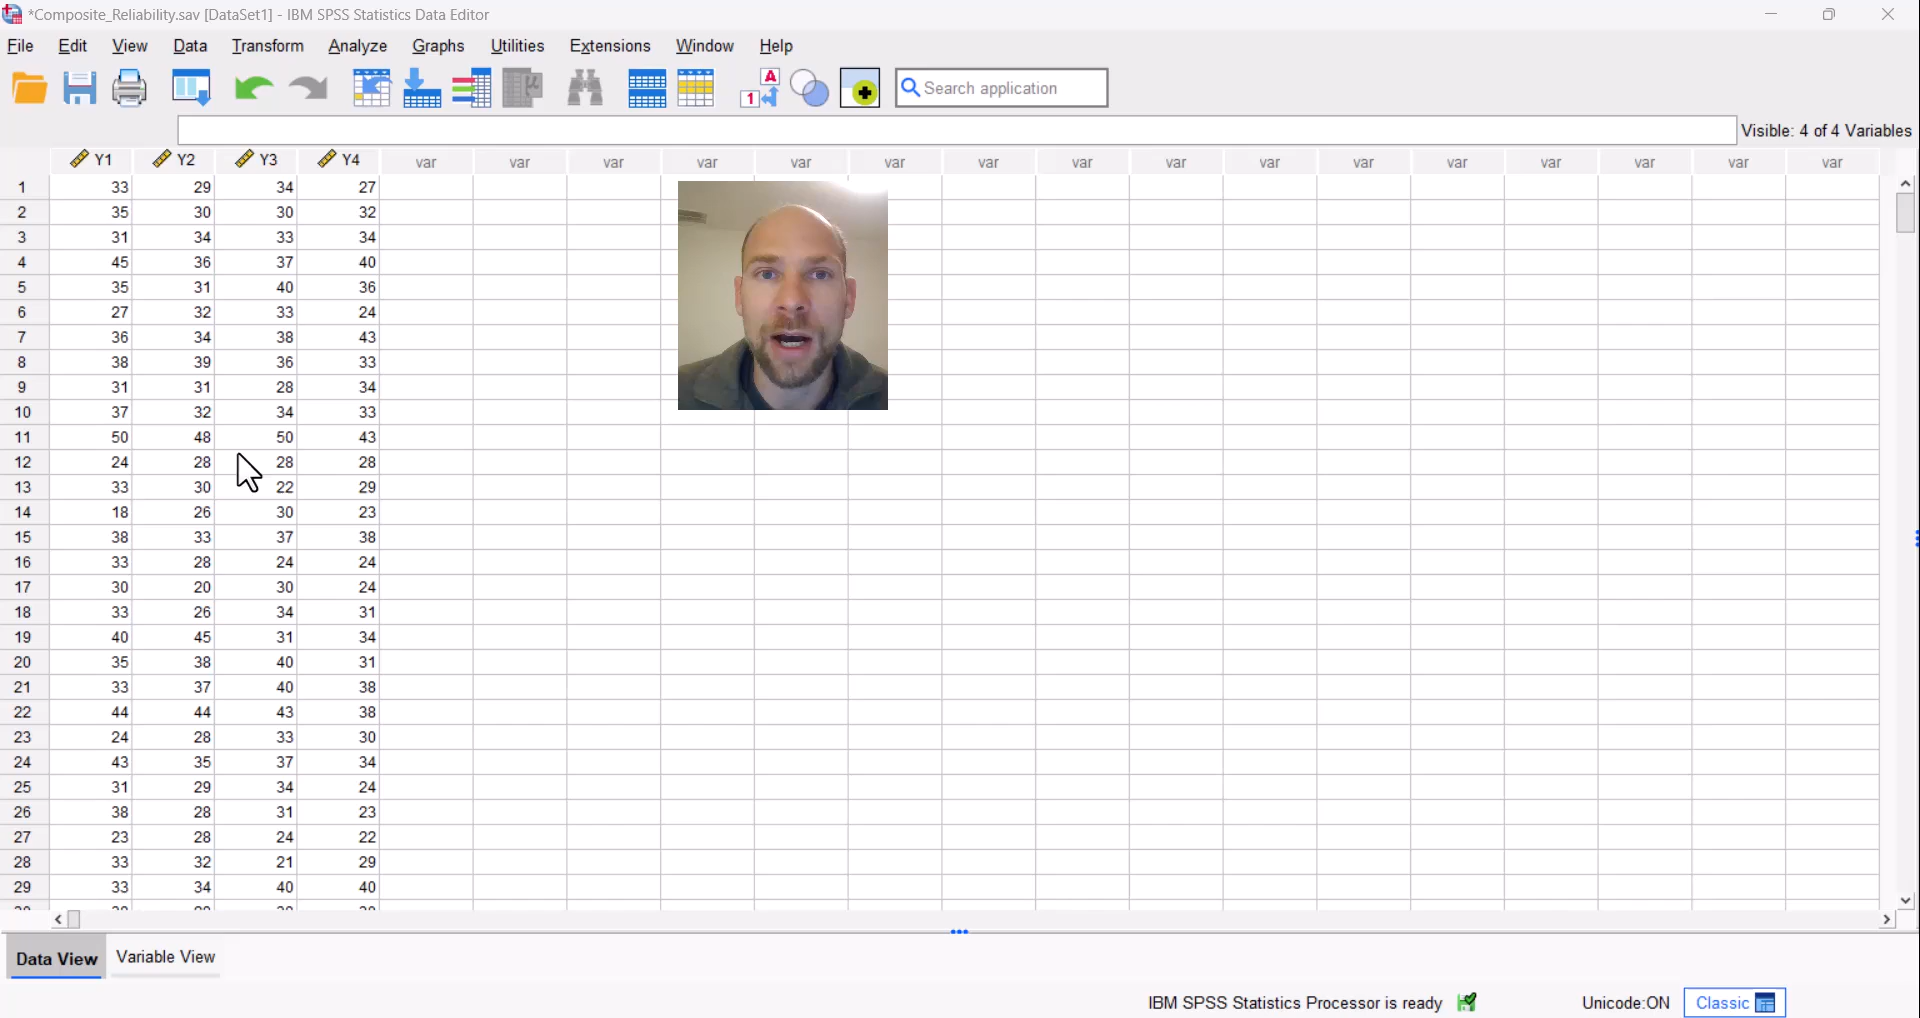 *Composite_Reliability.sav [DataSet1] - IBM SPSS Statistics Data Editor
File Edit View Data Transform Analyze Graphs Utilities Extensions Window Help
1 A Search application
Visible: 4 of 4 Variables
Y1 Y2 Y3 Y4 var var var var var var var var var var var var var var var var
1 33 29 34 27
2 35 30 30 32
3 31 34 33 34
4 45 36 37 40
5 35 31 40 36
6 27 32 33 24
7 36 34 38 43
8 38 39 36 33
9 31 31 28 34
10 37 32 34 33
11 50 48 50 43
12 24 28 28 28
13 33 30 22 29
14 18 26 30 23
15 38 33 37 38
16 33 28 24 24
17 30 20 30 24
18 33 26 34 31
19 40 45 31 34
20 35 38 40 31
21 33 37 40 38
22 44 44 43 38
23 24 28 33 30
24 43 35 37 34
25 31 29 34 24
26 38 28 31 23
27 23 28 24 22
28 33 32 21 29
29 33 34 40 40
Data View Variable View
IBM SPSS Statistics Processor is ready Unicode:ON Classic